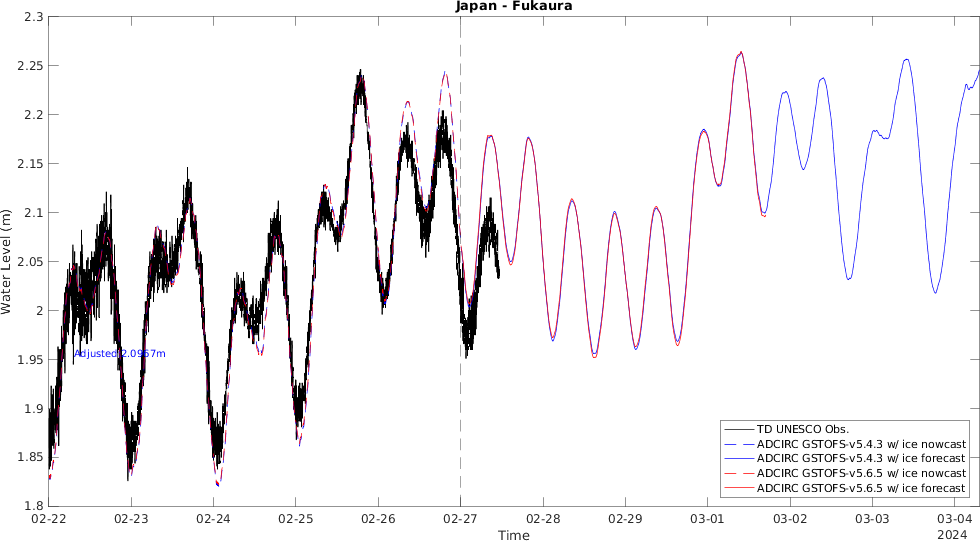 Japan - Fukaura
2.3
2.25
2.2
2.15
2.1
2.05
2
1.95
1.9
1.85
1.8
Water Level (m)
Adjusted 2.0967m
TD UNESCO Obs.
ADCIRC GSTOFS-v5.4.3 w/ ice nowcast
ADCIRC GSTOFS-v5.4.3 w/ ice forecast
ADCIRC GSTOFS-v5.6.5 w/ ice nowcast
ADCIRC GSTOFS-v5.6.5 w/ ice forecast
02-22 02-23 02-24 02-25 02-26 02-27 02-28 02-29 03-01 03-02 03-03 03-04
Time
2024